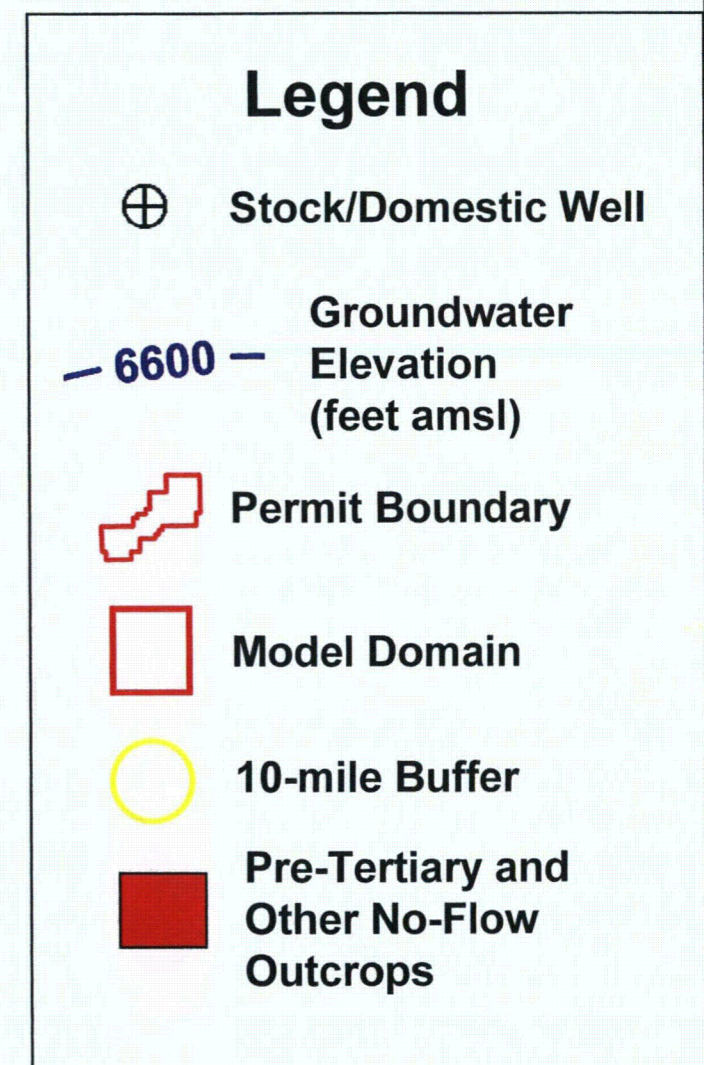 Legend
Stock/Domestic Well
Groundwater
Elevation
(feet amsl)
— 6600 —
Permit Boundary
Model Domain
10-mile Buffer
Pre-Tertiary and
Other No-Flow
Outcrops